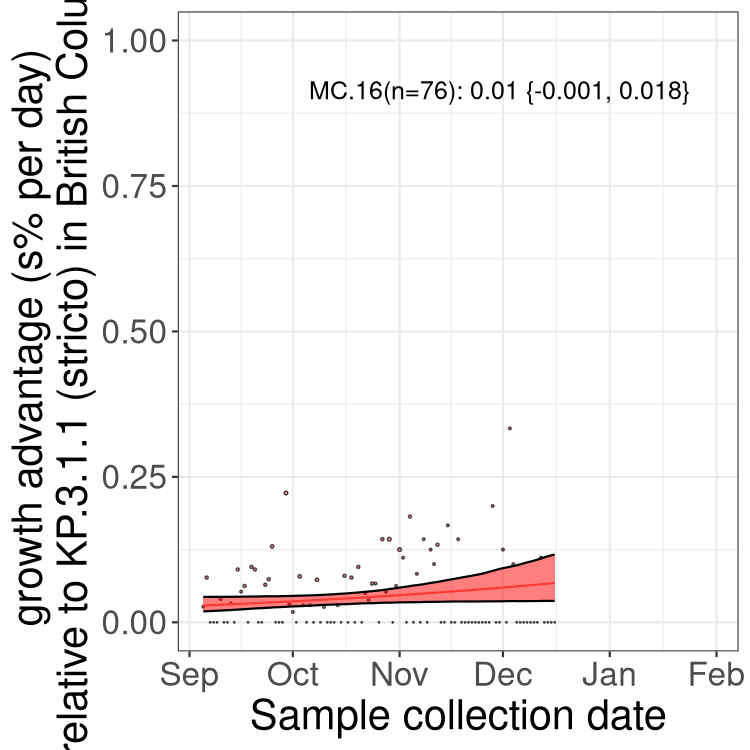 growth advantage (s% per day)
relative to KP.3.1.1 (stricto) in British Colu
1.00
0.75
0.50
0.25
0.00
MC.16(n=76): 0.01 {-0.001, 0.018}
Sep Oct Nov Dec Jan Feb
Sample collection date